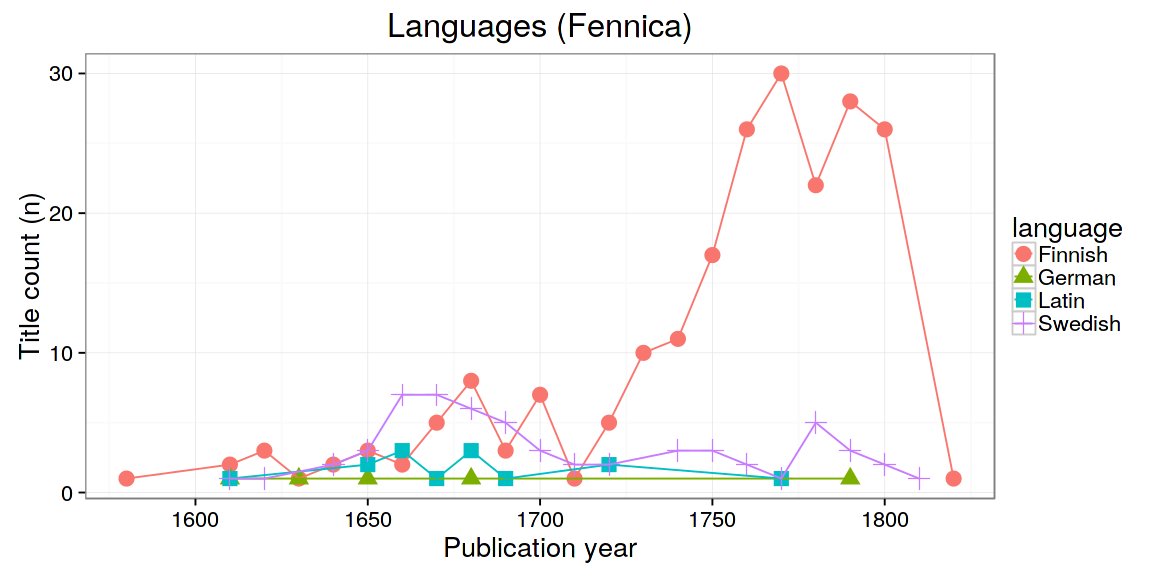 Languages (Fennica)
30
20
10
0
Title count (n)
1600 1650 1700 1750 1800
Publication year
language
Finnish
German
Latin
Swedish